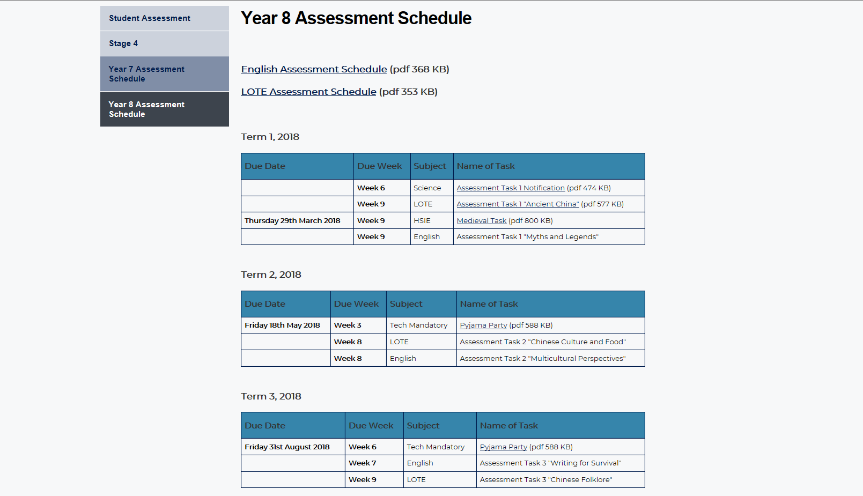 Student Assessment
Stage 4
Year 7 Assessment
Schedule
Year 8 Assessment
Schedule
Year 8 Assessment Schedule
English Assessment Schedule (pdf 368 KB)
LOTE Assessment Schedule (pdf 353 KB)
Term 1, 2018
Due Date Due Week Subject Name of Task
Week 6 Science Assessment Task 1 Notification (pdf 474 KB)
Week 9 LOTE Assessment Task 1 "Ancient China" (pdf 577 KB)
Thursday 29th March 2018 Week 9 HSIE Medieval Task (pdf 800 KB)
Week 9 English Assessment Task 1 "Myths and Legends"
Term 2, 2018
Due Date Due Week Subject Name of Task
Friday 18th May 2018 Week 3 Tech Mandatory Pyjama Party (pdf 588 KB)
Week 8 LOTE Assessment Task 2 "Chinese Culture and Food"
Week 8 English Assessment Task 2 "Multicultural Perspectives"
Term 3, 2018
Due Date Due Week Subject Name of Task
Friday 31st August 2018 Week 6 Tech Mandatory Pyjama Party (pdf 588 KB)
Week 7 English Assessment Task 3 "Writing for Survival"
Week 9 LOTE Assessment Task 3 "Chinese Folklore"